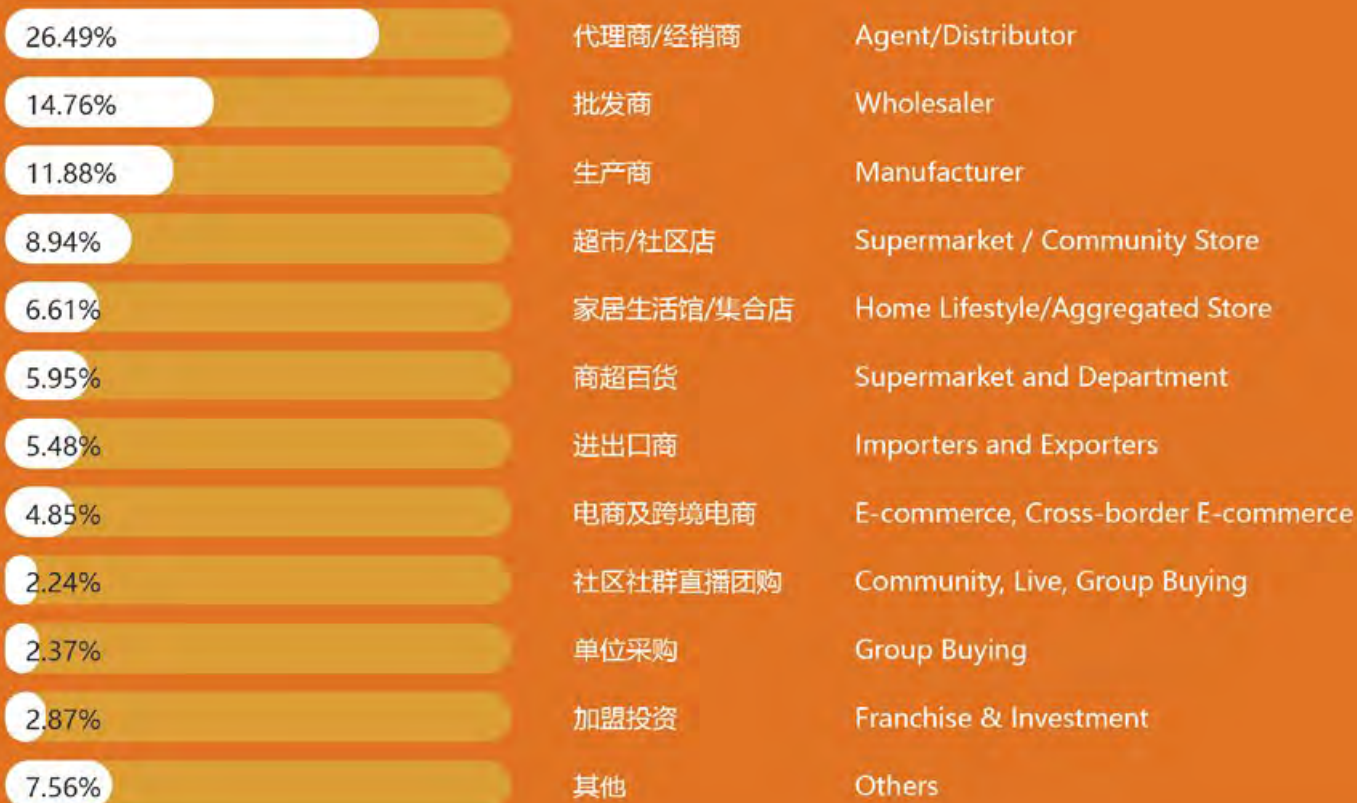 26.49% 代理商/经销商 Agent/Distributor
14.76% 批发商 Wholesaler
11.88% 生产商 Manufacturer
8.94% 超市/社区店 Supermarket / Community Store
6.61% 家居生活馆/集合店 Home Lifestyle/Aggregated Store
5.95% 商超百货 Supermarket and Department
5.48% 进出口商 Importers and Exporters
4.85% 电商及跨境电商 E-commerce, Cross-border E-commerce
2.24% 社区社群直播团购 Community, Live, Group Buying
2.37% 单位采购 Group Buying
2.87% 加盟投资 Franchise & Investment
7.56% 其他 Others